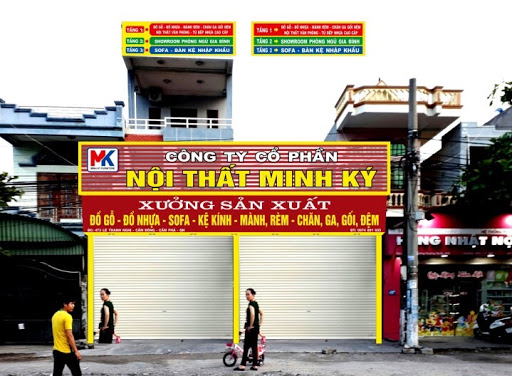 TẦNG 1
ĐỒ GỖ - ĐỒ NHỰA - MÀNH RÈM - CHĂN GA GỐI ĐỆM
NỘI THẤT VĂN PHÒNG - TỦ BẾP NHỰA CAO CẤP
TẦNG 2
SHOWROOM PHÒNG NGỦ GIA ĐÌNH
TẦNG 3
SOFA - BÀN KỆ NHẬP KHẨU
TẦNG 1
ĐỒ GỖ - ĐỒ NHỰA - MÀNH RÈM - CHĂN GA GỐI ĐỆM
NỘI THẤT VĂN PHÒNG - TỦ BẾP NHỰA CAO CẤP
TẦNG 2
SHOWROOM PHÒNG NGỦ GIA ĐÌNH
TẦNG 3
SOFA - BÀN KỆ NHẬP KHẨU
MK
CÔNG TY CỔ PHẦN
NỘI THẤT MINH KÝ
XƯỞNG SẢN XUẤT
ĐỒ GỖ - ĐỒ NHỰA - SOFA - KỆ KÍNH - MÀNH, RÈM - CHĂN, GA, GỐI, ĐỆM
NHẬT